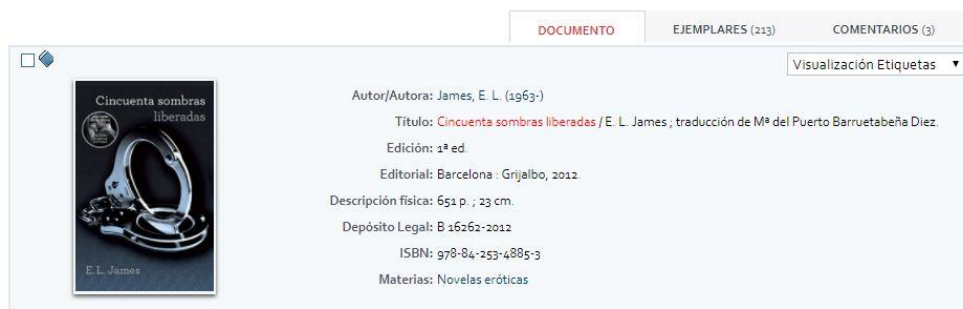 DOCUMENTO EJEMPLARES (213) COMENTARIOS (3)
Visualización Etiquetas
Cincuenta sombras
liberadas
E.L. James
Autor/Autora: James, E. L. (1963-)
Título: Cincuenta sombras liberadas / E. L. James ; traducción de Mª del Puerto Barruetabeña Diez.
Edición: 1ª ed.
Editorial: Barcelona : Grijalbo, 2012.
Descripción física: 651 p. ; 23 cm.
Depósito Legal: B 16262-2012
ISBN: 978-84-253-4885-3
Materias: Novelas eróticas